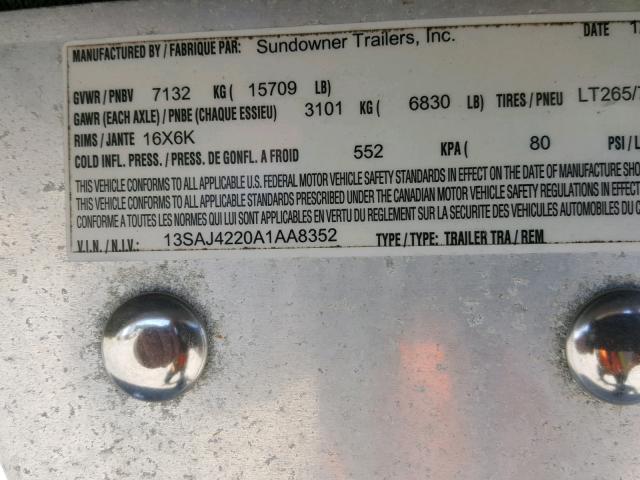 MANUFACTURED BY / FABRIQUE PAR: Sundowner Trailers, Inc. DATE
GVWR / PNBV 7132 KG ( 15709 LB)
GAWR (EACH AXLE) / PNBE (CHAQUE ESSIEU) 3101 KG ( 6830 LB) TIRES / PNEU LT265/
RIMS / JANTE 16X6K
COLD INFL. PRESS. / PRESS. DE GONFL. A FROID 552 KPA ( 80 PSI / L
THIS VEHICLE CONFORMS TO ALL APPLICABLE U.S. FEDERAL MOTOR VEHICLE SAFETY STANDARDS IN EFFECT ON THE DATE OF MANUFACTURE SHO
THIS VEHICLE CONFORMS TO ALL APPLICABLE STANDARDS PRESCRIBED UNDER THE CANADIAN MOTOR VEHICLE SAFETY REGULATIONS IN EFFECT
CONFORME A TOUTES LES NORMES QUI LUI SONT APPLICABLES EN VERTU DU REGLEMENT SUR LA SECURITE DES VEHICULES AUTOMOBILES DU C
V.I.N. / N.I.V. 13SAJ4220A1AA8352 TYPE / TYPE: TRAILER TRA / REM